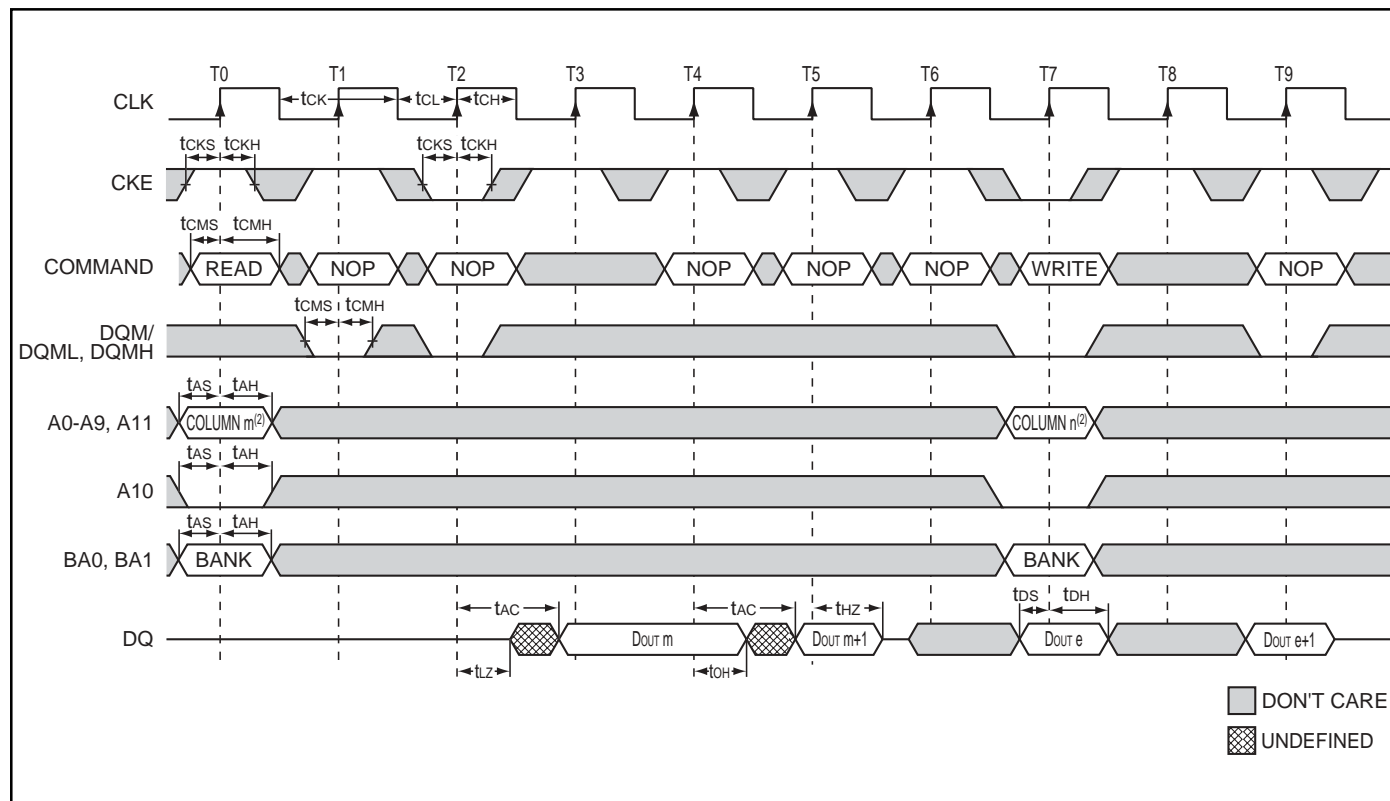 T0 T1 T2 T3 T4 T5 T6 T7 T8 T9
CLK
tCK tCL tCH
tCKS tCKH tCKS tCKH
CKE
tCMS tCMH
COMMAND READ NOP NOP NOP NOP NOP WRITE NOP
tCMS tCMH
DQM/
DQML, DQMH
tAS tAH
A0-A9, A11 COLUMN m(2) COLUMN n(2)
tAS tAH
A10
tAS tAH
BA0, BA1 BANK BANK
tAC tAC tHZ tDS tDH
DQ DOUT m DOUT m+1 DOUT e DOUT e+1
tLZ tOH
DON'T CARE
UNDEFINED